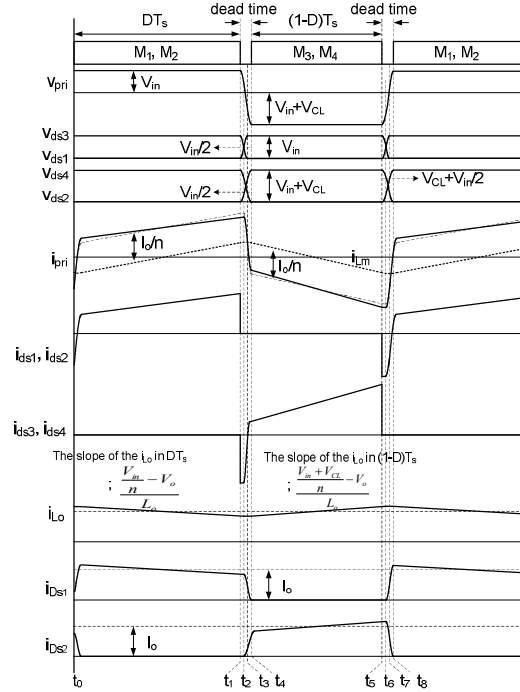 dead time dead time
DTs (1-D)Ts
M1, M2 M3, M4 M1, M2
vpri Vin Vin+VCL
vds3
vds1 Vin/2 Vin
vds4
vds2 Vin/2 Vin+VCL VCL+Vin/2
ipri Io/n Io/n iLm
ids1, ids2
ids3, ids4
The slope of the iLo in DTs The slope of the iLo in (1-D)Ts
; (Vin/n - Vo)/Lo ; ((Vin + VCL)/n - Vo)/Lo
iLo
iDs1 Io
iDs2 Io
t0 t1 t2 t3 t4 t5 t6 t7 t8